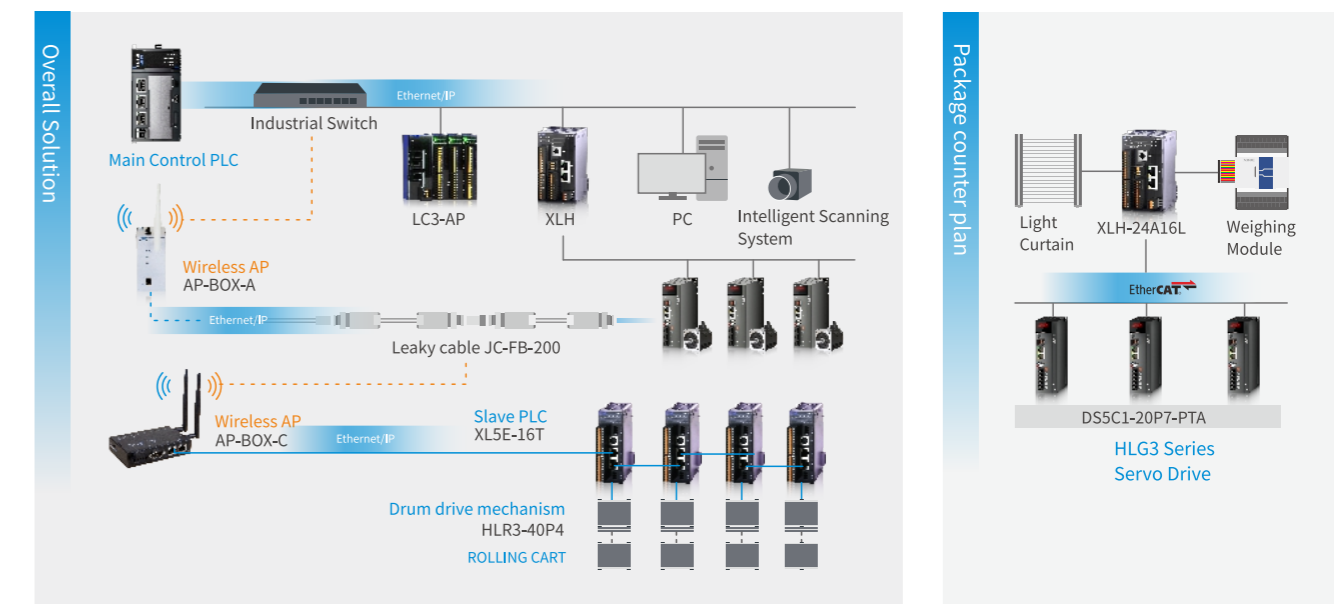 Overall Solution
Ethernet/IP
Industrial Switch
Main Control PLC
LC3-AP
XLH
PC
Intelligent Scanning
System
Wireless AP
AP-BOX-A
Ethernet/IP
Leaky cable JC-FB-200
Wireless AP
AP-BOX-C
Ethernet/IP
Slave PLC
XL5E-16T
Drum drive mechanism
HLR3-40P4
ROLLING CART
Package counter plan
Light
Curtain
XLH-24A16L
Weighing
Module
EtherCAT
DS5C1-20P7-PTA
HLG3 Series
Servo Drive